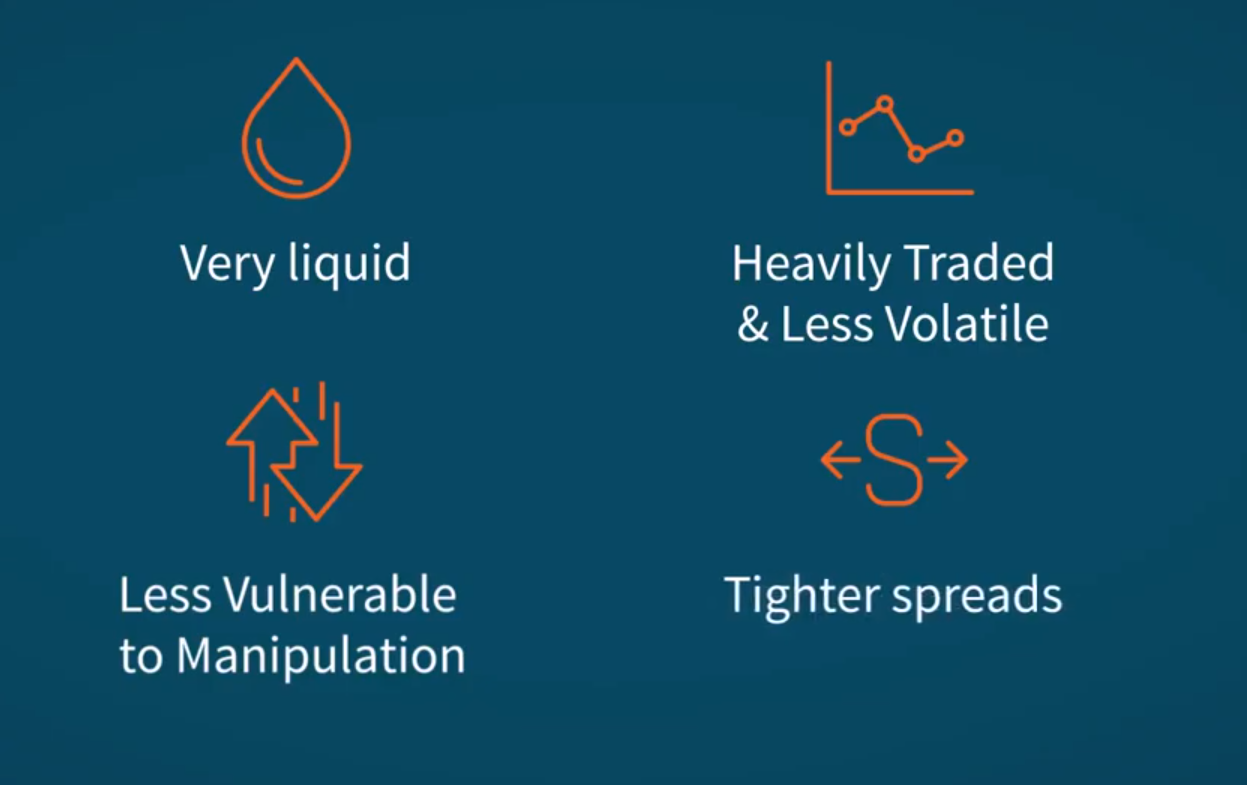 Very liquid
Heavily Traded
& Less Volatile
S
Less Vulnerable
to Manipulation
Tighter spreads